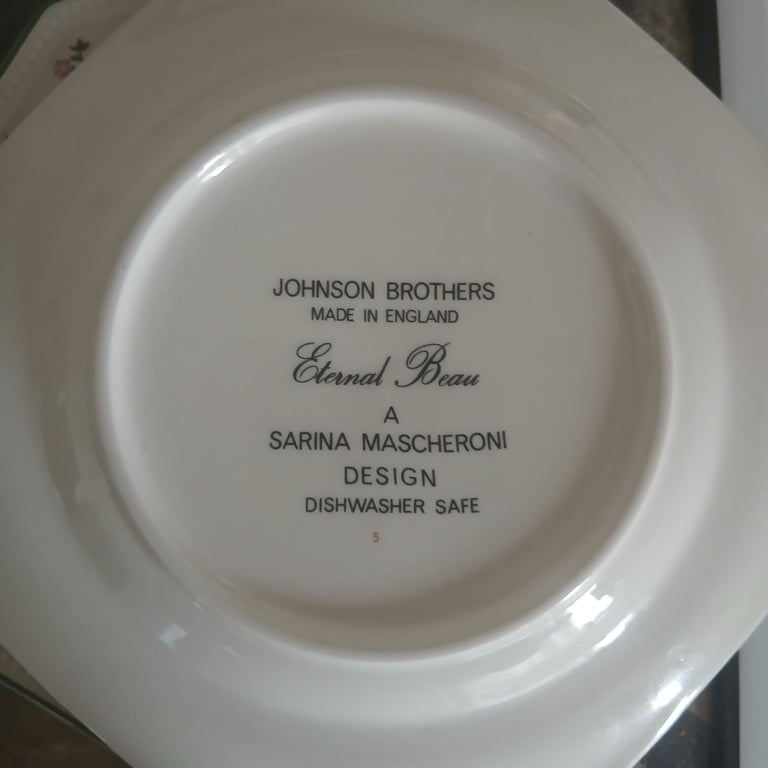 JOHNSON BROTHERS
MADE IN ENGLAND
Eternal Beau
A
SARINA MASCHERONI
DESIGN
DISHWASHER SAFE
5